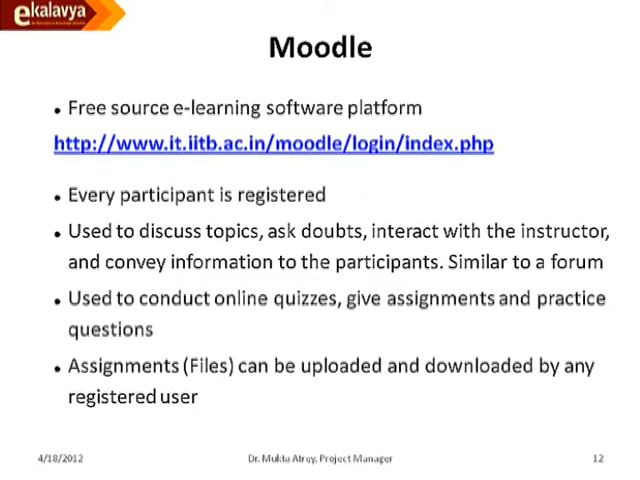 ekalavya
Moodle
• Free source e-learning software platform
http://www.it.iitb.ac.in/moodle/login/index.php
• Every participant is registered
• Used to discuss topics, ask doubts, interact with the instructor,
and convey information to the participants. Similar to a forum
• Used to conduct online quizzes, give assignments and practice
questions
• Assignments (Files) can be uploaded and downloaded by any
registered user
4/18/2012 Dr. Mukta Atrey, Project Manager 12